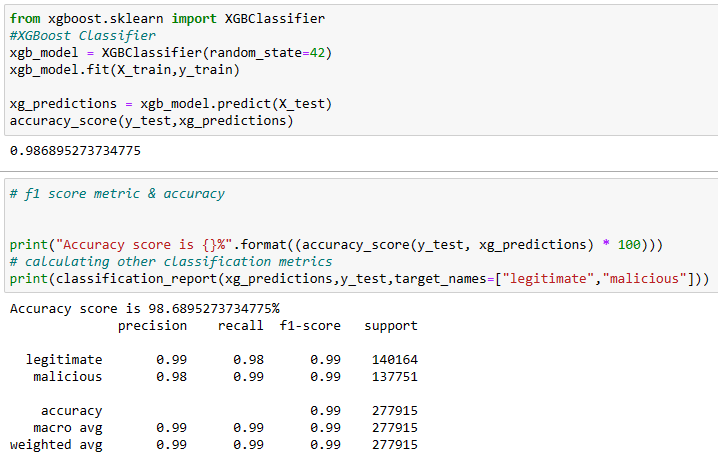 from xgboost.sklearn import XGBClassifier
#XGBoost Classifier
xgb_model = XGBClassifier(random_state=42)
xgb_model.fit(X_train,y_train)
xg_predictions = xgb_model.predict(X_test)
accuracy_score(y_test,xg_predictions)
0.986895273734775
# f1 score metric & accuracy
print("Accuracy score is {}%".format((accuracy_score(y_test, xg_predictions) * 100)))
# calculating other classification metrics
print(classification_report(xg_predictions,y_test,target_names=["legitimate","malicious"]))
Accuracy score is 98.6895273734775%
precision recall f1-score support
legitimate 0.99 0.98 0.99 140164
malicious 0.98 0.99 0.99 137751
accuracy 0.99 277915
macro avg 0.99 0.99 0.99 277915
weighted avg 0.99 0.99 0.99 277915